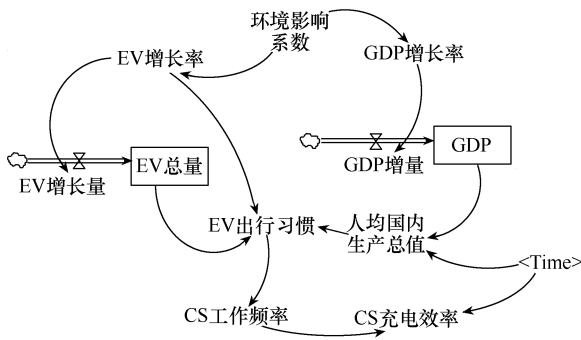 环境影响
系数
EV增长率
GDP增长率
EV增长量
EV总量
GDP增量
GDP
EV出行习惯
人均国内
生产总值
<Time>
CS工作频率
CS充电效率